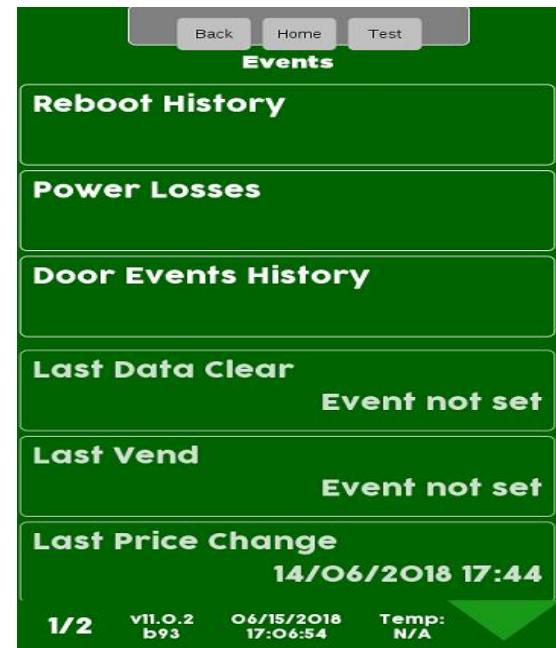 Back Home Test
Events
Reboot History
Power Losses
Door Events History
Last Data Clear
Event not set
Last Vend
Event not set
Last Price Change
14/06/2018 17:44
1/2 v11.0.2 06/15/2018 Temp:
b93 17:06:54 N/A